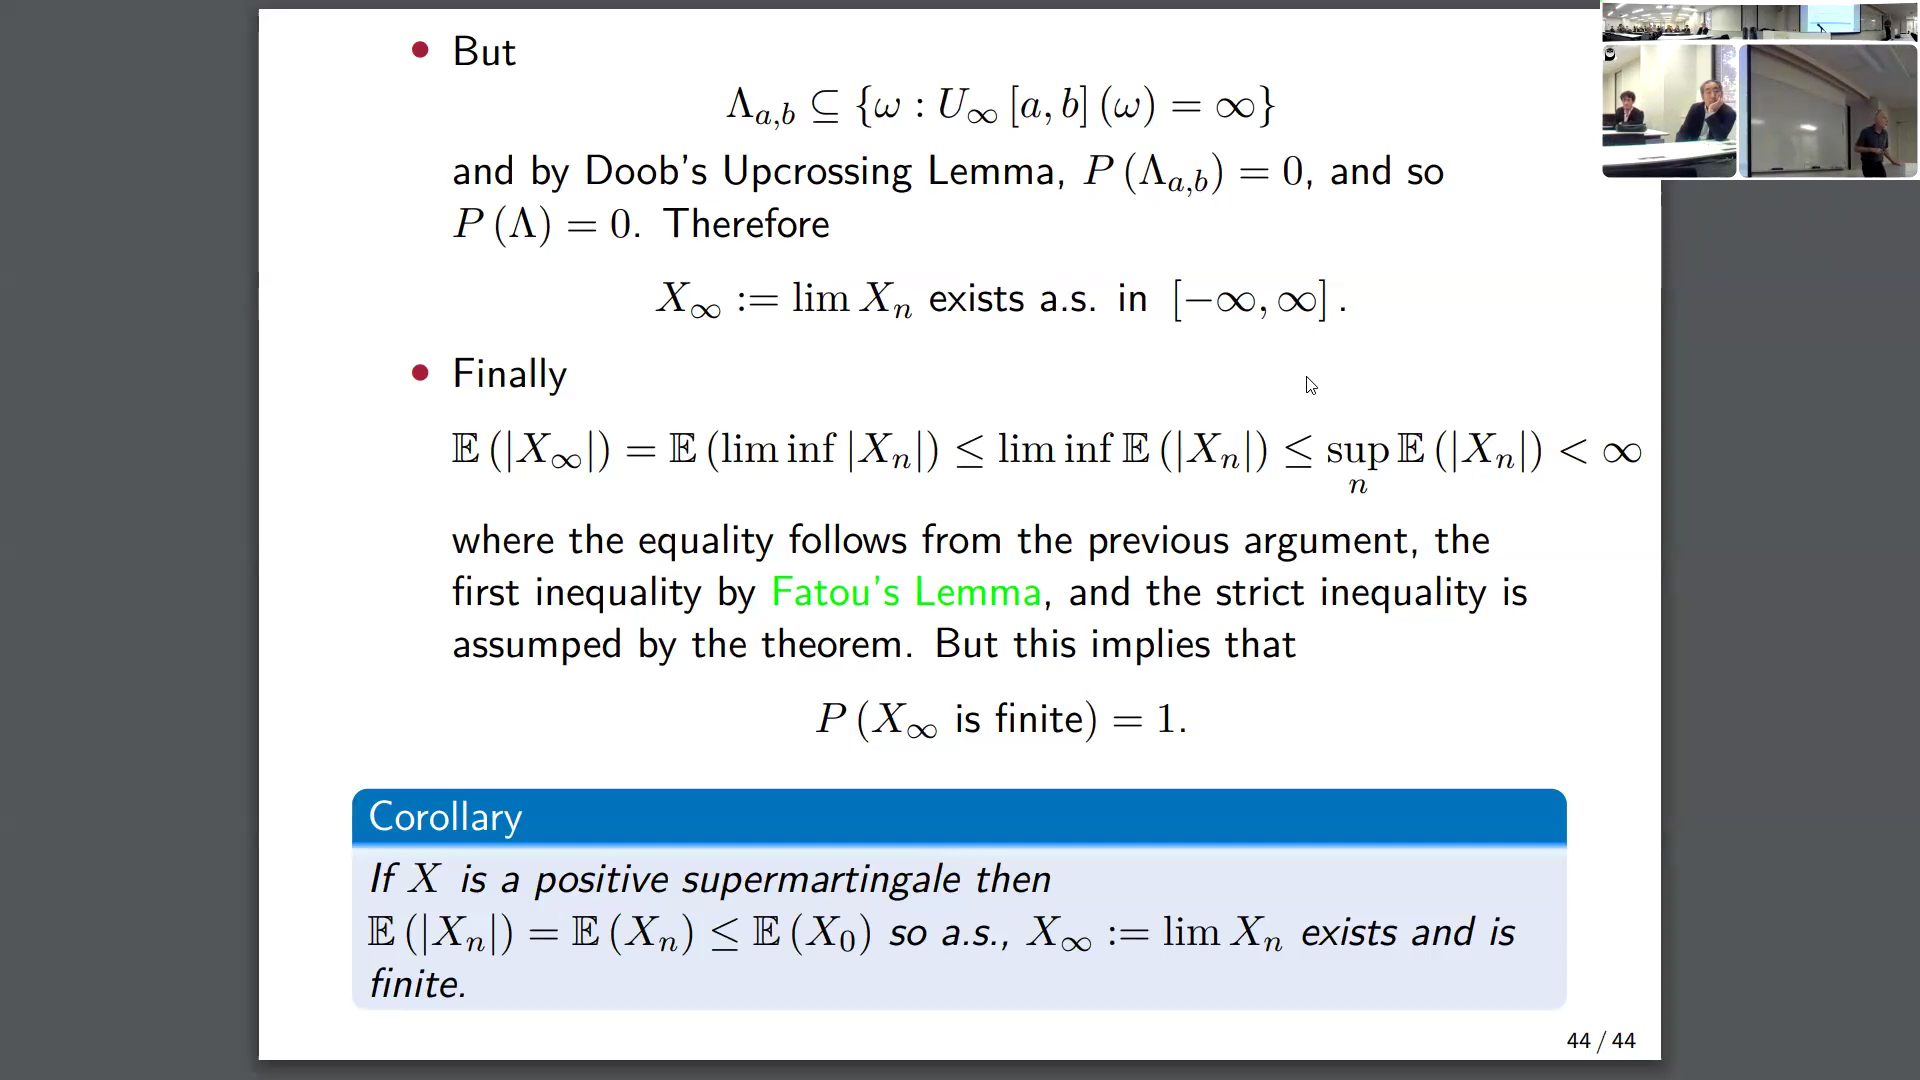 • But
Λ_{a,b} ⊆ {ω : U_∞ [a, b] (ω) = ∞}
and by Doob's Upcrossing Lemma, P (Λ_{a,b}) = 0, and so
P (Λ) = 0. Therefore
X_∞ := lim X_n exists a.s. in [−∞, ∞] .
• Finally
𝔼 (|X_∞|) = 𝔼 (lim inf |X_n|) ≤ lim inf 𝔼 (|X_n|) ≤ sup_n 𝔼 (|X_n|) < ∞
where the equality follows from the previous argument, the
first inequality by Fatou's Lemma, and the strict inequality is
assumped by the theorem. But this implies that
P (X_∞ is finite) = 1.
Corollary
If X is a positive supermartingale then
𝔼 (|X_n|) = 𝔼 (X_n) ≤ 𝔼 (X_0) so a.s., X_∞ := lim X_n exists and is
finite.
44 / 44